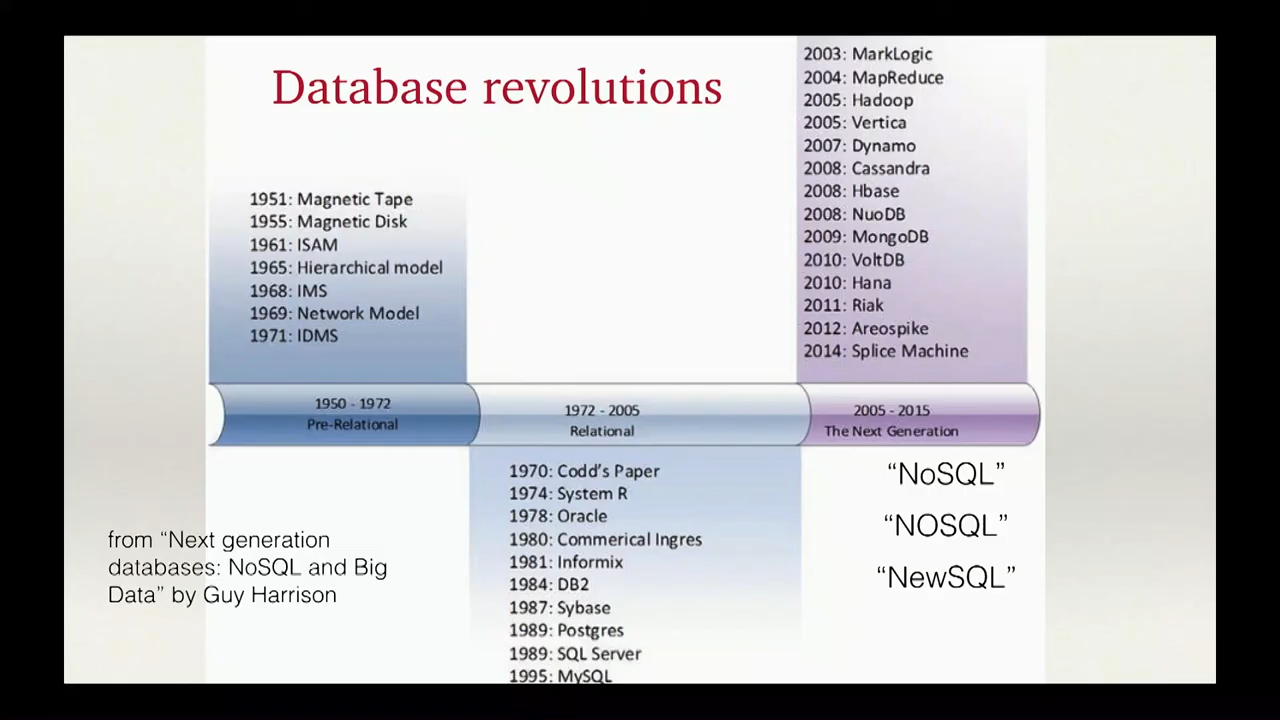 Database revolutions
1951: Magnetic Tape
1955: Magnetic Disk
1961: ISAM
1965: Hierarchical model
1968: IMS
1969: Network Model
1971: IDMS
2003: MarkLogic
2004: MapReduce
2005: Hadoop
2005: Vertica
2007: Dynamo
2008: Cassandra
2008: Hbase
2008: NuoDB
2009: MongoDB
2010: VoltDB
2010: Hana
2011: Riak
2012: Areospike
2014: Splice Machine
1950 - 1972
Pre-Relational
1972 - 2005
Relational
2005 - 2015
The Next Generation
1970: Codd's Paper
1974: System R
1978: Oracle
1980: Commerical Ingres
1981: Informix
1984: DB2
1987: Sybase
1989: Postgres
1989: SQL Server
1995: MySQL
“NoSQL”
“NOSQL”
“NewSQL”
from “Next generation
databases: NoSQL and Big
Data” by Guy Harrison